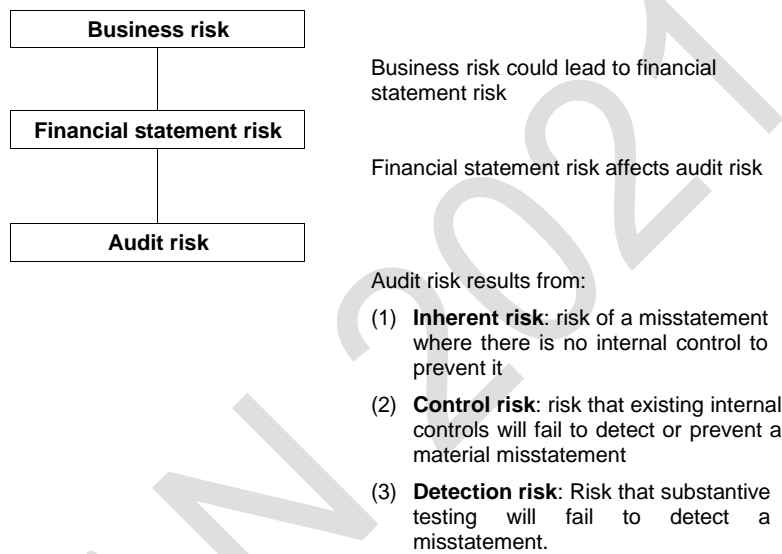 Business risk
Business risk could lead to financial
statement risk
Financial statement risk
Financial statement risk affects audit risk
Audit risk
Audit risk results from:
(1) Inherent risk: risk of a misstatement
where there is no internal control to
prevent it
(2) Control risk: risk that existing internal
controls will fail to detect or prevent a
material misstatement
(3) Detection risk: Risk that substantive
testing will fail to detect a
misstatement.
N 2021